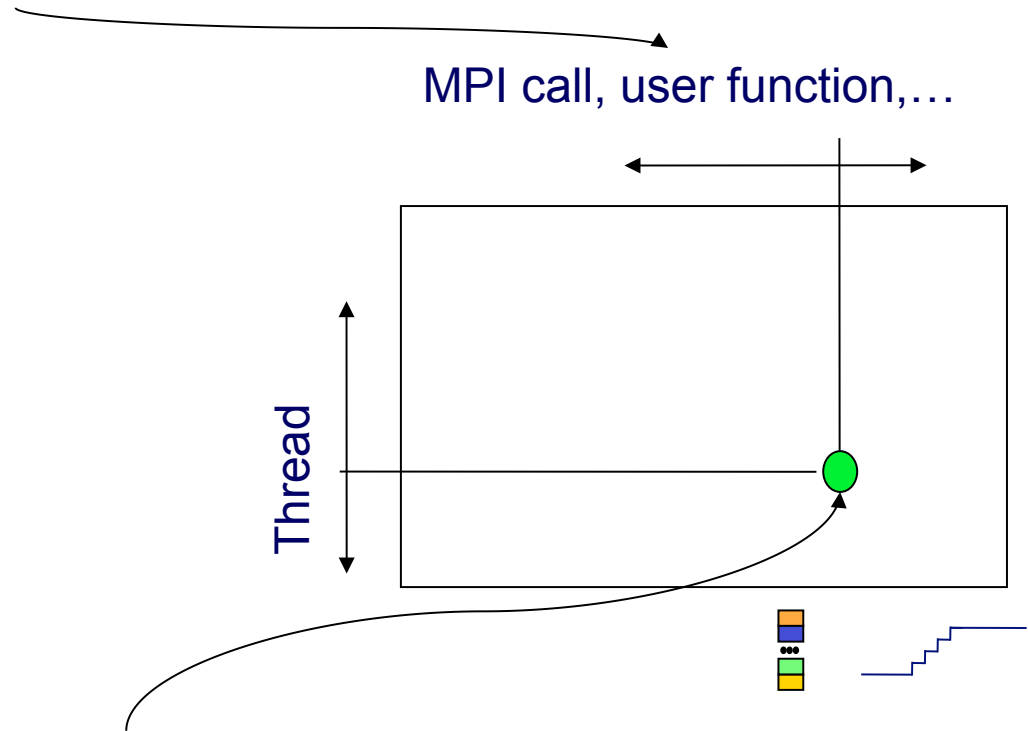 MPI call, user function,…
Thread